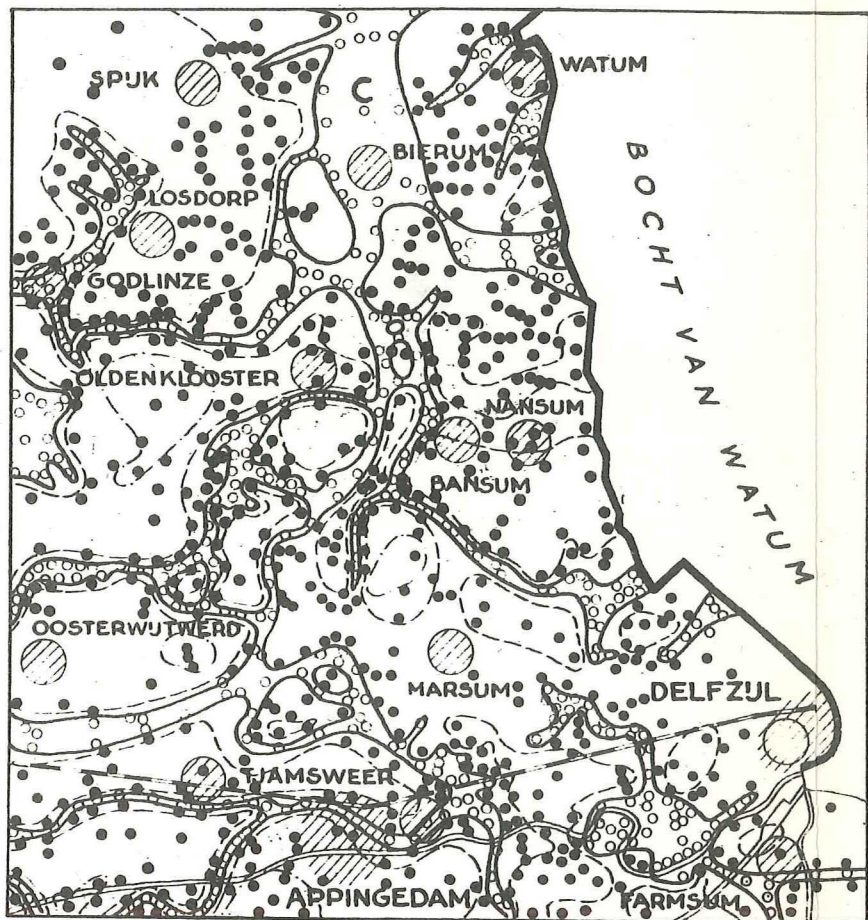 WATUM
SPIJK
C
BIERUM
BOCHT VAN WATUM
LOSDORP
GODLINZE
OLDENKLOOSTER
NANSUM
BANSUM
OOSTERWIJTWERD
MARSUM
DELFZIJL
TJAMSWEER
APPINGEDAM
FARMSUM